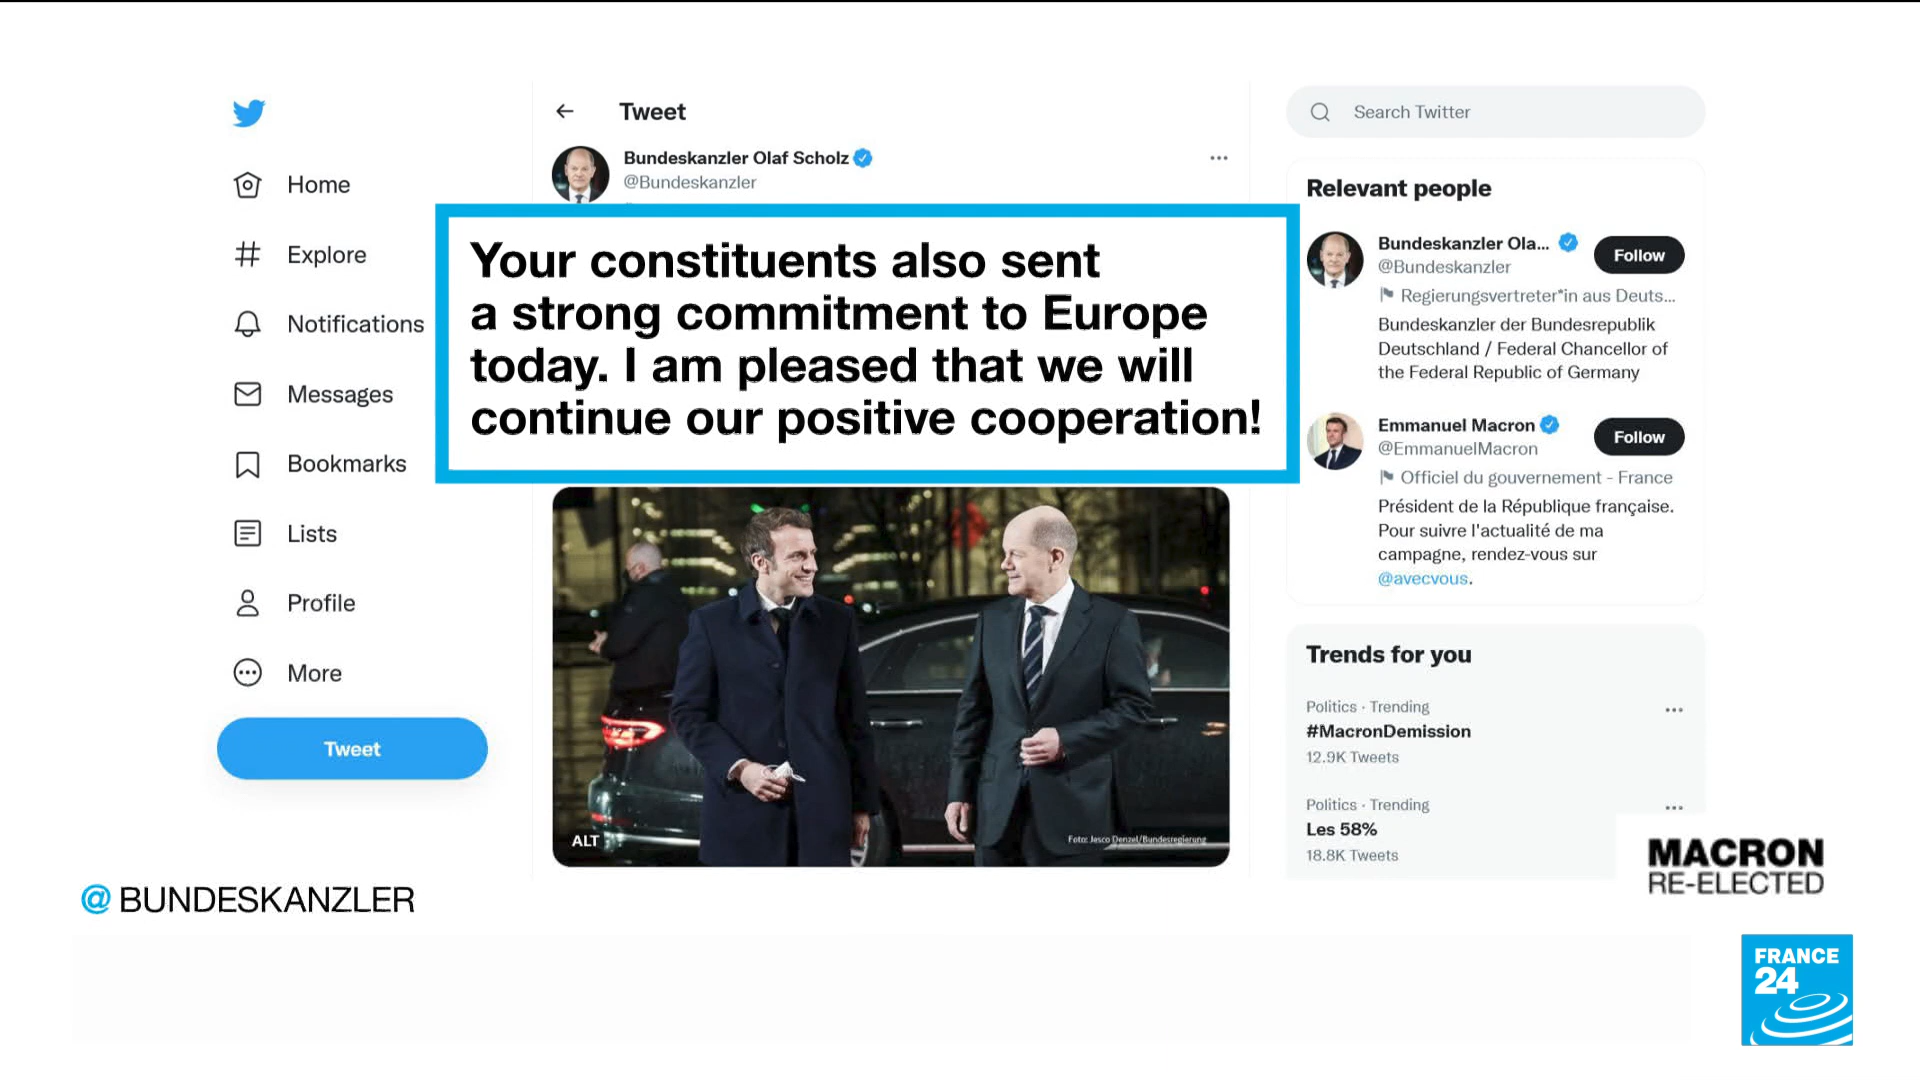 Tweet
Search Twitter
Bundeskanzler Olaf Scholz
@Bundeskanzler
Home
Explore
Notifications
Messages
Bookmarks
Lists
Profile
More
Tweet
Your constituents also sent
a strong commitment to Europe
today. I am pleased that we will
continue our positive cooperation!
ALT
Foto: Jesco Denzel/Bundesregierung
Relevant people
Bundeskanzler Ola...
@Bundeskanzler
Follow
Regierungsvertreter*in aus Deuts...
Bundeskanzler der Bundesrepublik
Deutschland / Federal Chancellor of
the Federal Republic of Germany
Emmanuel Macron
@EmmanuelMacron
Follow
Officiel du gouvernement - France
Président de la République française.
Pour suivre l'actualité de ma
campagne, rendez-vous sur
@avecvous.
Trends for you
Politics · Trending
#MacronDemission
12.9K Tweets
Politics · Trending
Les 58%
18.8K Tweets
MACRON
RE-ELECTED
@ BUNDESKANZLER
FRANCE
24